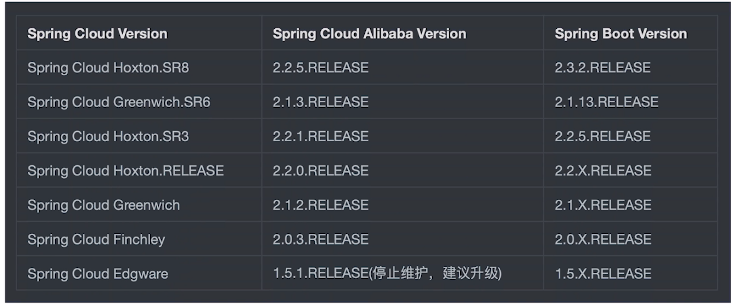 Spring Cloud Version Spring Cloud Alibaba Version Spring Boot Version
Spring Cloud Hoxton.SR8 2.2.5.RELEASE 2.3.2.RELEASE
Spring Cloud Greenwich.SR6 2.1.3.RELEASE 2.1.13.RELEASE
Spring Cloud Hoxton.SR3 2.2.1.RELEASE 2.2.5.RELEASE
Spring Cloud Hoxton.RELEASE 2.2.0.RELEASE 2.2.X.RELEASE
Spring Cloud Greenwich 2.1.2.RELEASE 2.1.X.RELEASE
Spring Cloud Finchley 2.0.3.RELEASE 2.0.X.RELEASE
Spring Cloud Edgware 1.5.1.RELEASE(停止维护，建议升级) 1.5.X.RELEASE